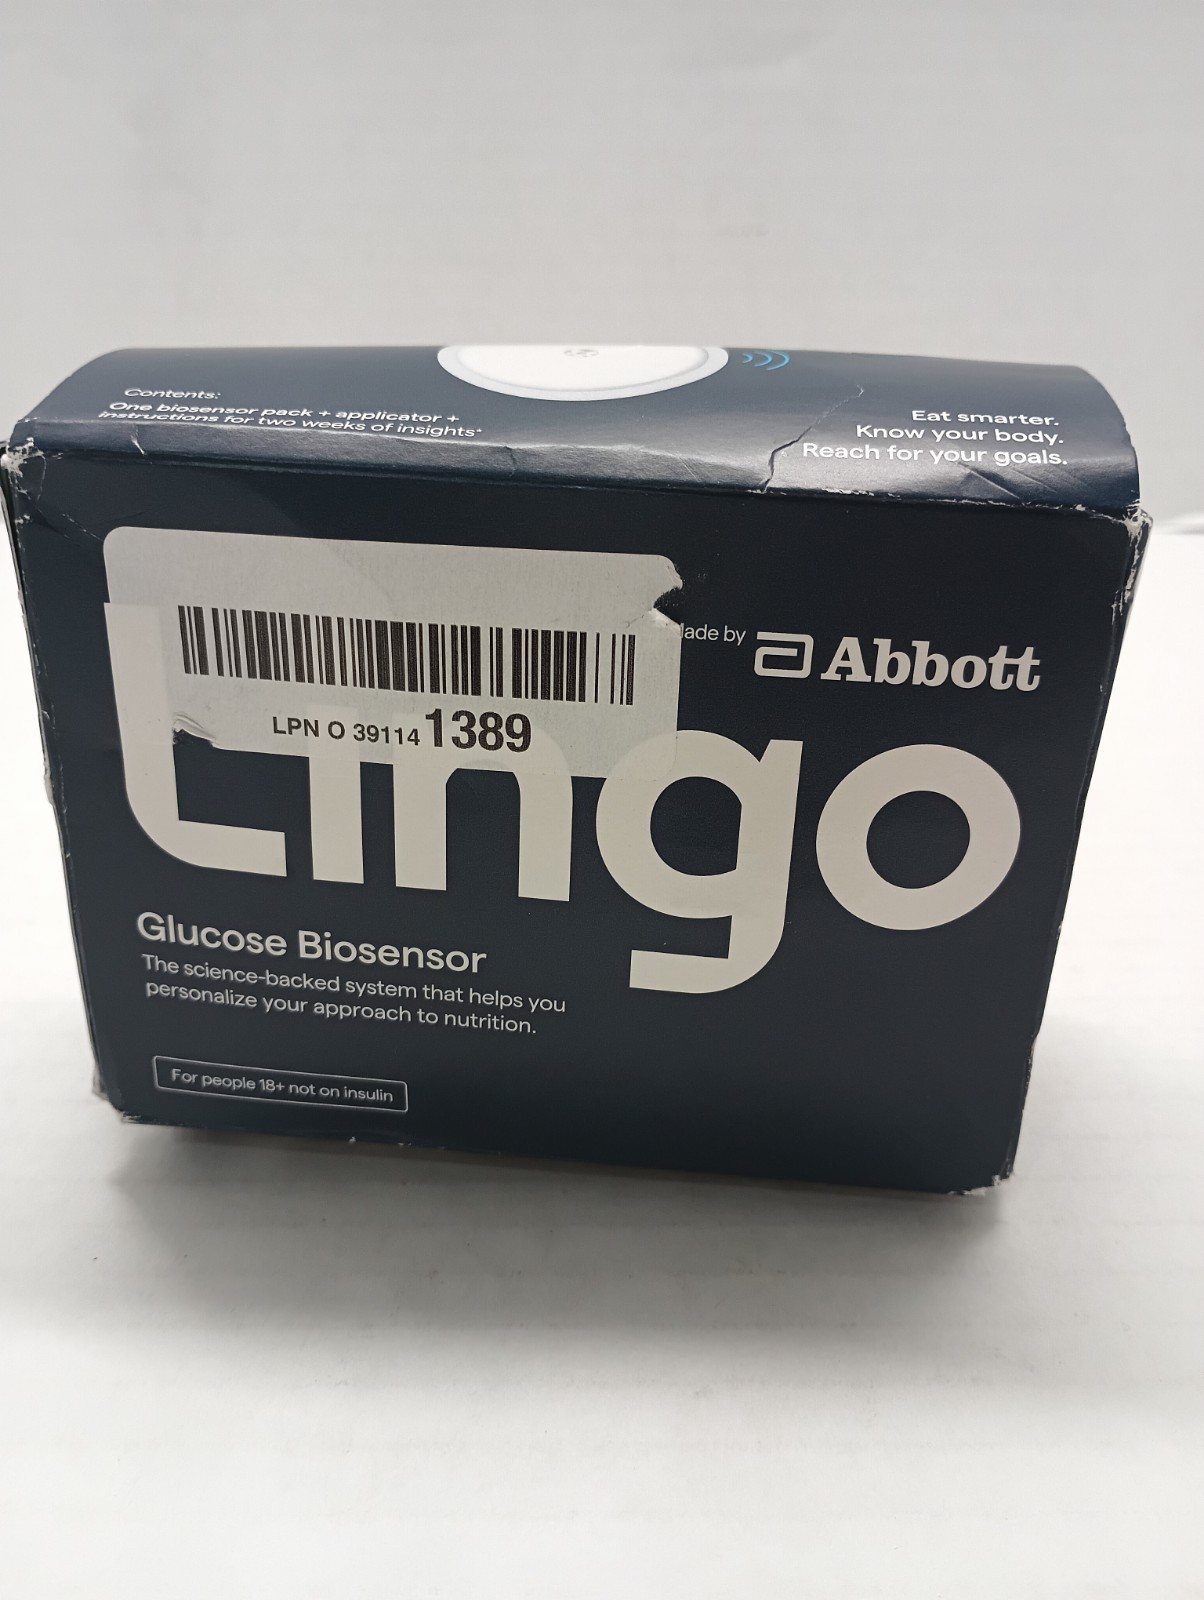 Contents:
One biosensor pack + applicator +
instructions for two weeks of insights*
Eat smarter.
Know your body.
Reach for your goals.
LPN O 39114 1389
Made by Abbott
Lingo
Glucose Biosensor
The science-backed system that helps you
personalize your approach to nutrition.
For people 18+ not on insulin